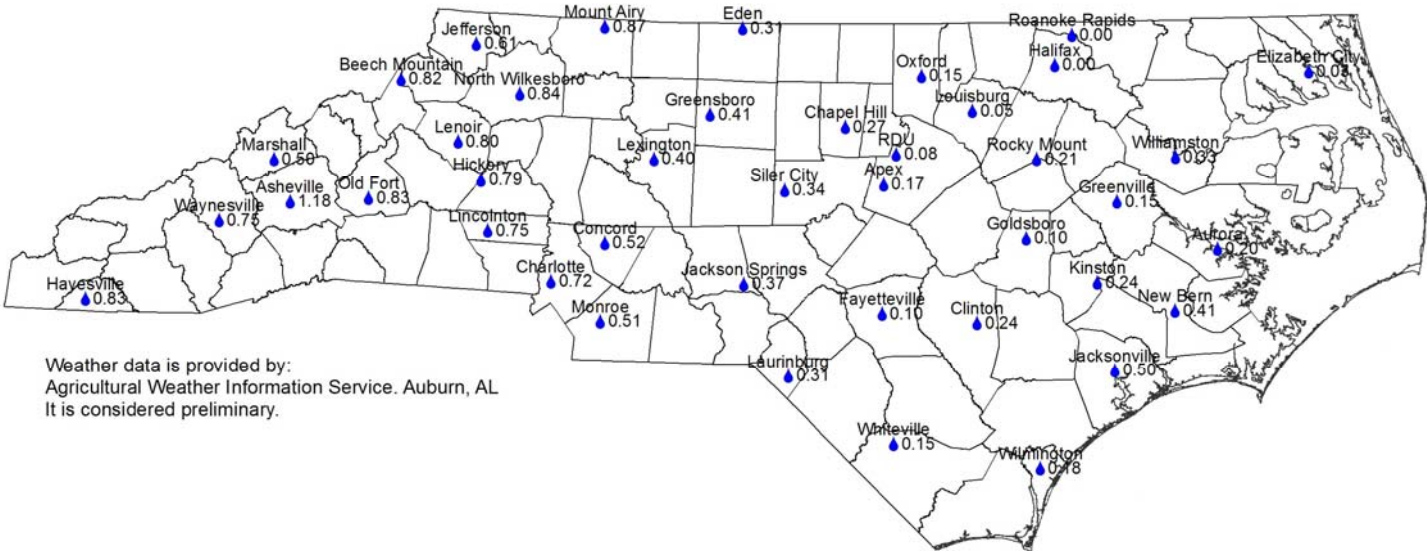 Mount Airy
0.87
Eden
0.31
Roanoke Rapids
0.00
Jefferson
0.61
Halifax
0.00
Elizabeth City
Beech Mountain
0.82
North Wilkesboro
0.84
Oxford
0.15
Greensboro
0.41
Chapel Hill
0.27
Louisburg
0.05
Marshall
0.50
Lenoir
0.80
Lexington
0.40
RDU
0.08
Rocky Mount
0.21
Williamston
0.33
Hickory
0.79
Asheville
1.18
Old Fort
0.83
Siler City
0.34
Apex
0.17
Greenville
0.15
Waynesville
0.75
Lincolnton
0.75
Concord
0.52
Goldsboro
0.10
Aurora
0.20
Hayesville
0.83
Charlotte
0.72
Jackson Springs
0.37
Kinston
0.24
Monroe
0.51
Fayetteville
0.10
Clinton
0.24
New Bern
0.41
Laurinburg
0.31
Jacksonville
0.50
Weather data is provided by:
Agricultural Weather Information Service. Auburn, AL
It is considered preliminary.
Whiteville
0.15
Wilmington
0.18